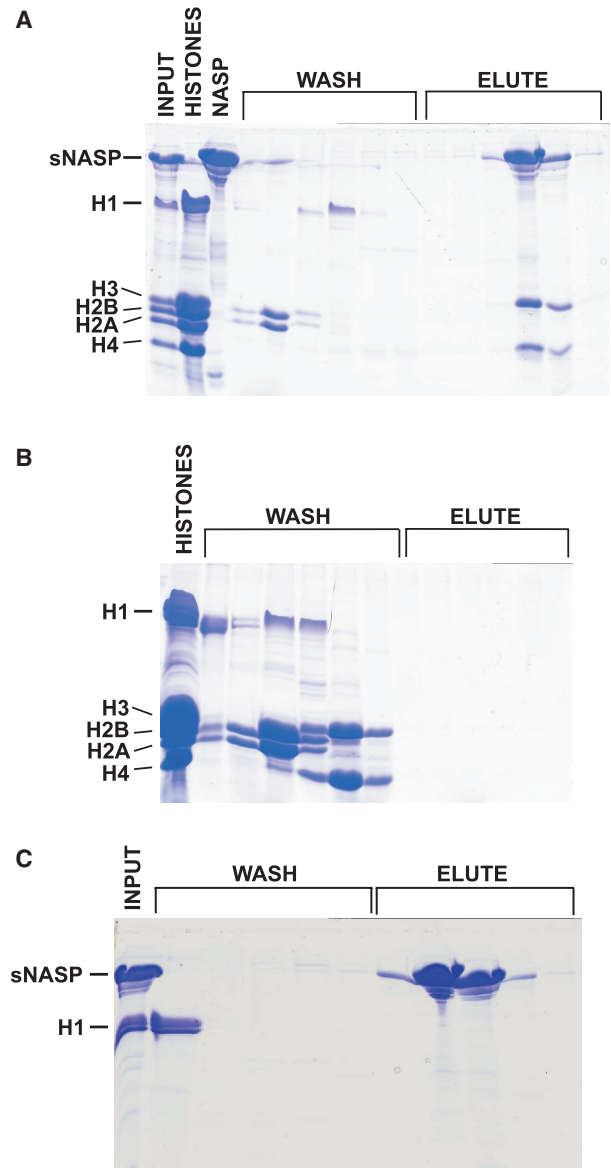 A
INPUT
HISTONES
NASP
WASH
ELUTE
sNASP
H1
H3
H2B
H2A
H4
B
HISTONES
WASH
ELUTE
H1
H3
H2B
H2A
H4
C
INPUT
WASH
ELUTE
sNASP
H1